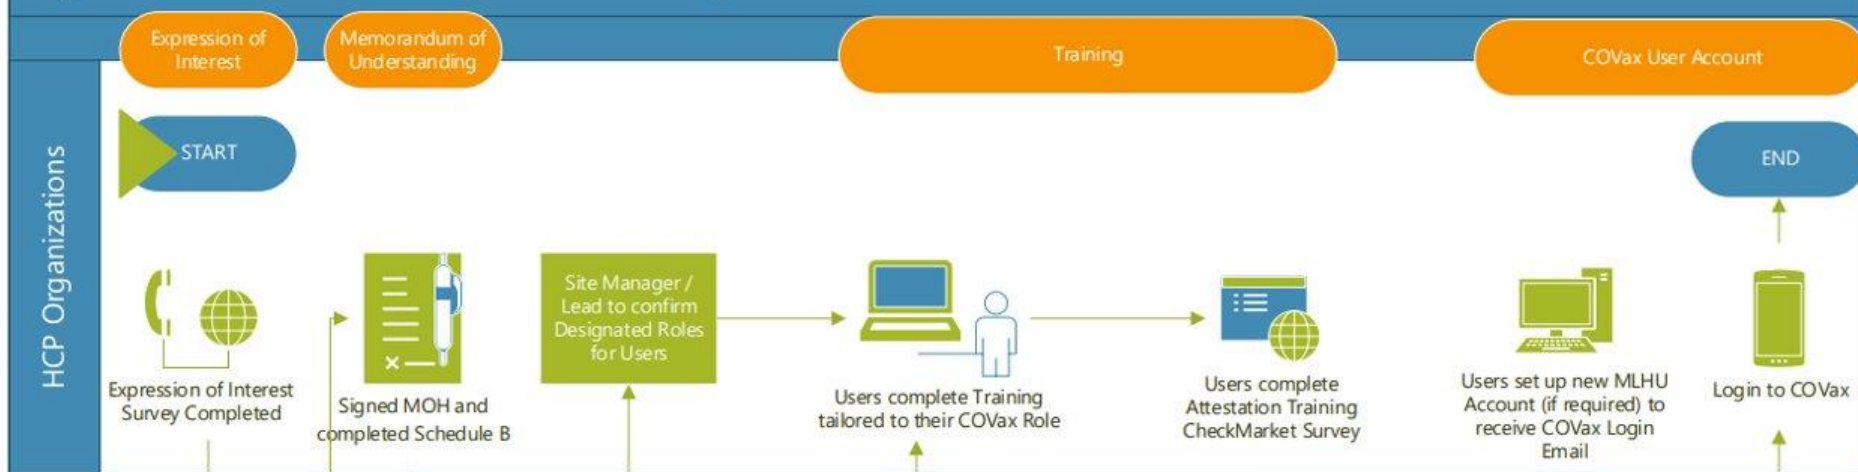 Expression of
Interest
Memorandum of
Understanding
Training
COVax User Account
HCP Organizations
START
END
Site Manager /
Lead to confirm
Designated Roles
for Users
Expression of Interest
Survey Completed
Signed MOH and
completed Schedule B
Users complete Training
tailored to their COVax Role
Users complete
Attestation Training
CheckMarket Survey
Users set up new MLHU
Account (if required) to
receive COVax Login
Email
Login to COVax